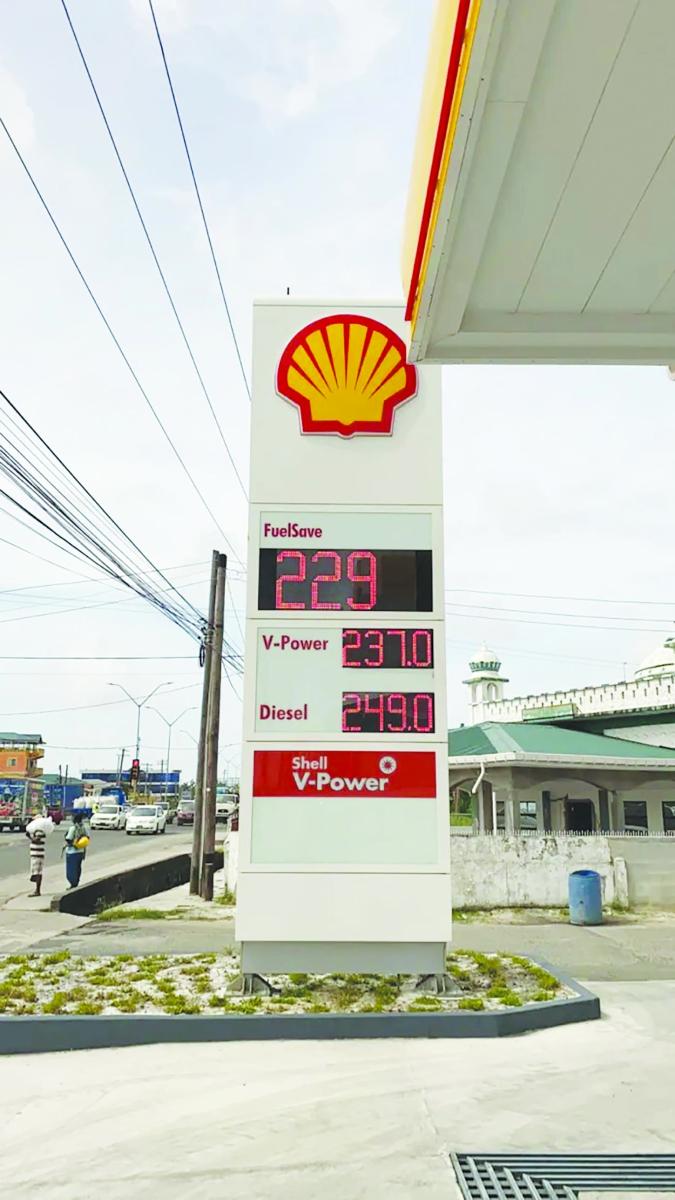 FuelSave
229
V-Power 237.0
Diesel 249.0
Shell
V-Power